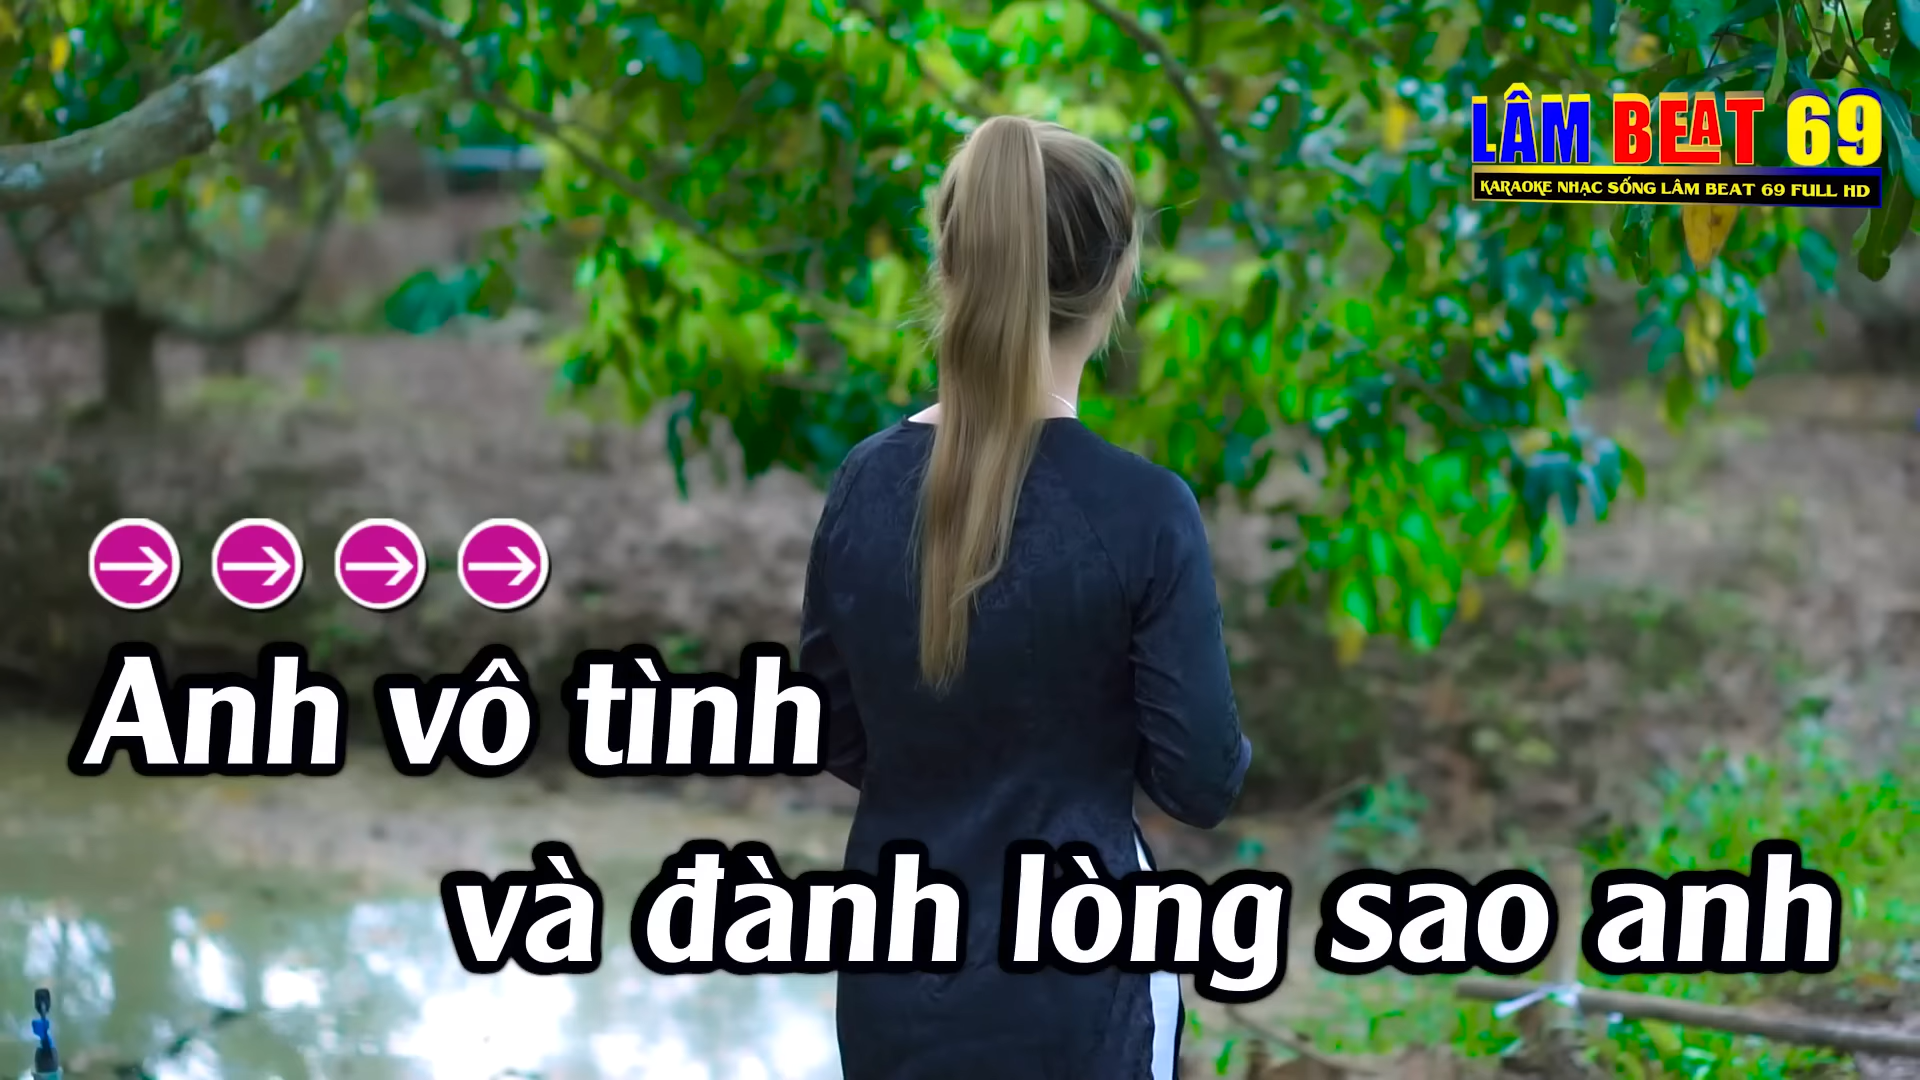 LÂM BEAT 69
KARAOKE NHẠC SỐNG LÂM BEAT 69 FULL HD
Anh vô tình
và đành lòng sao anh